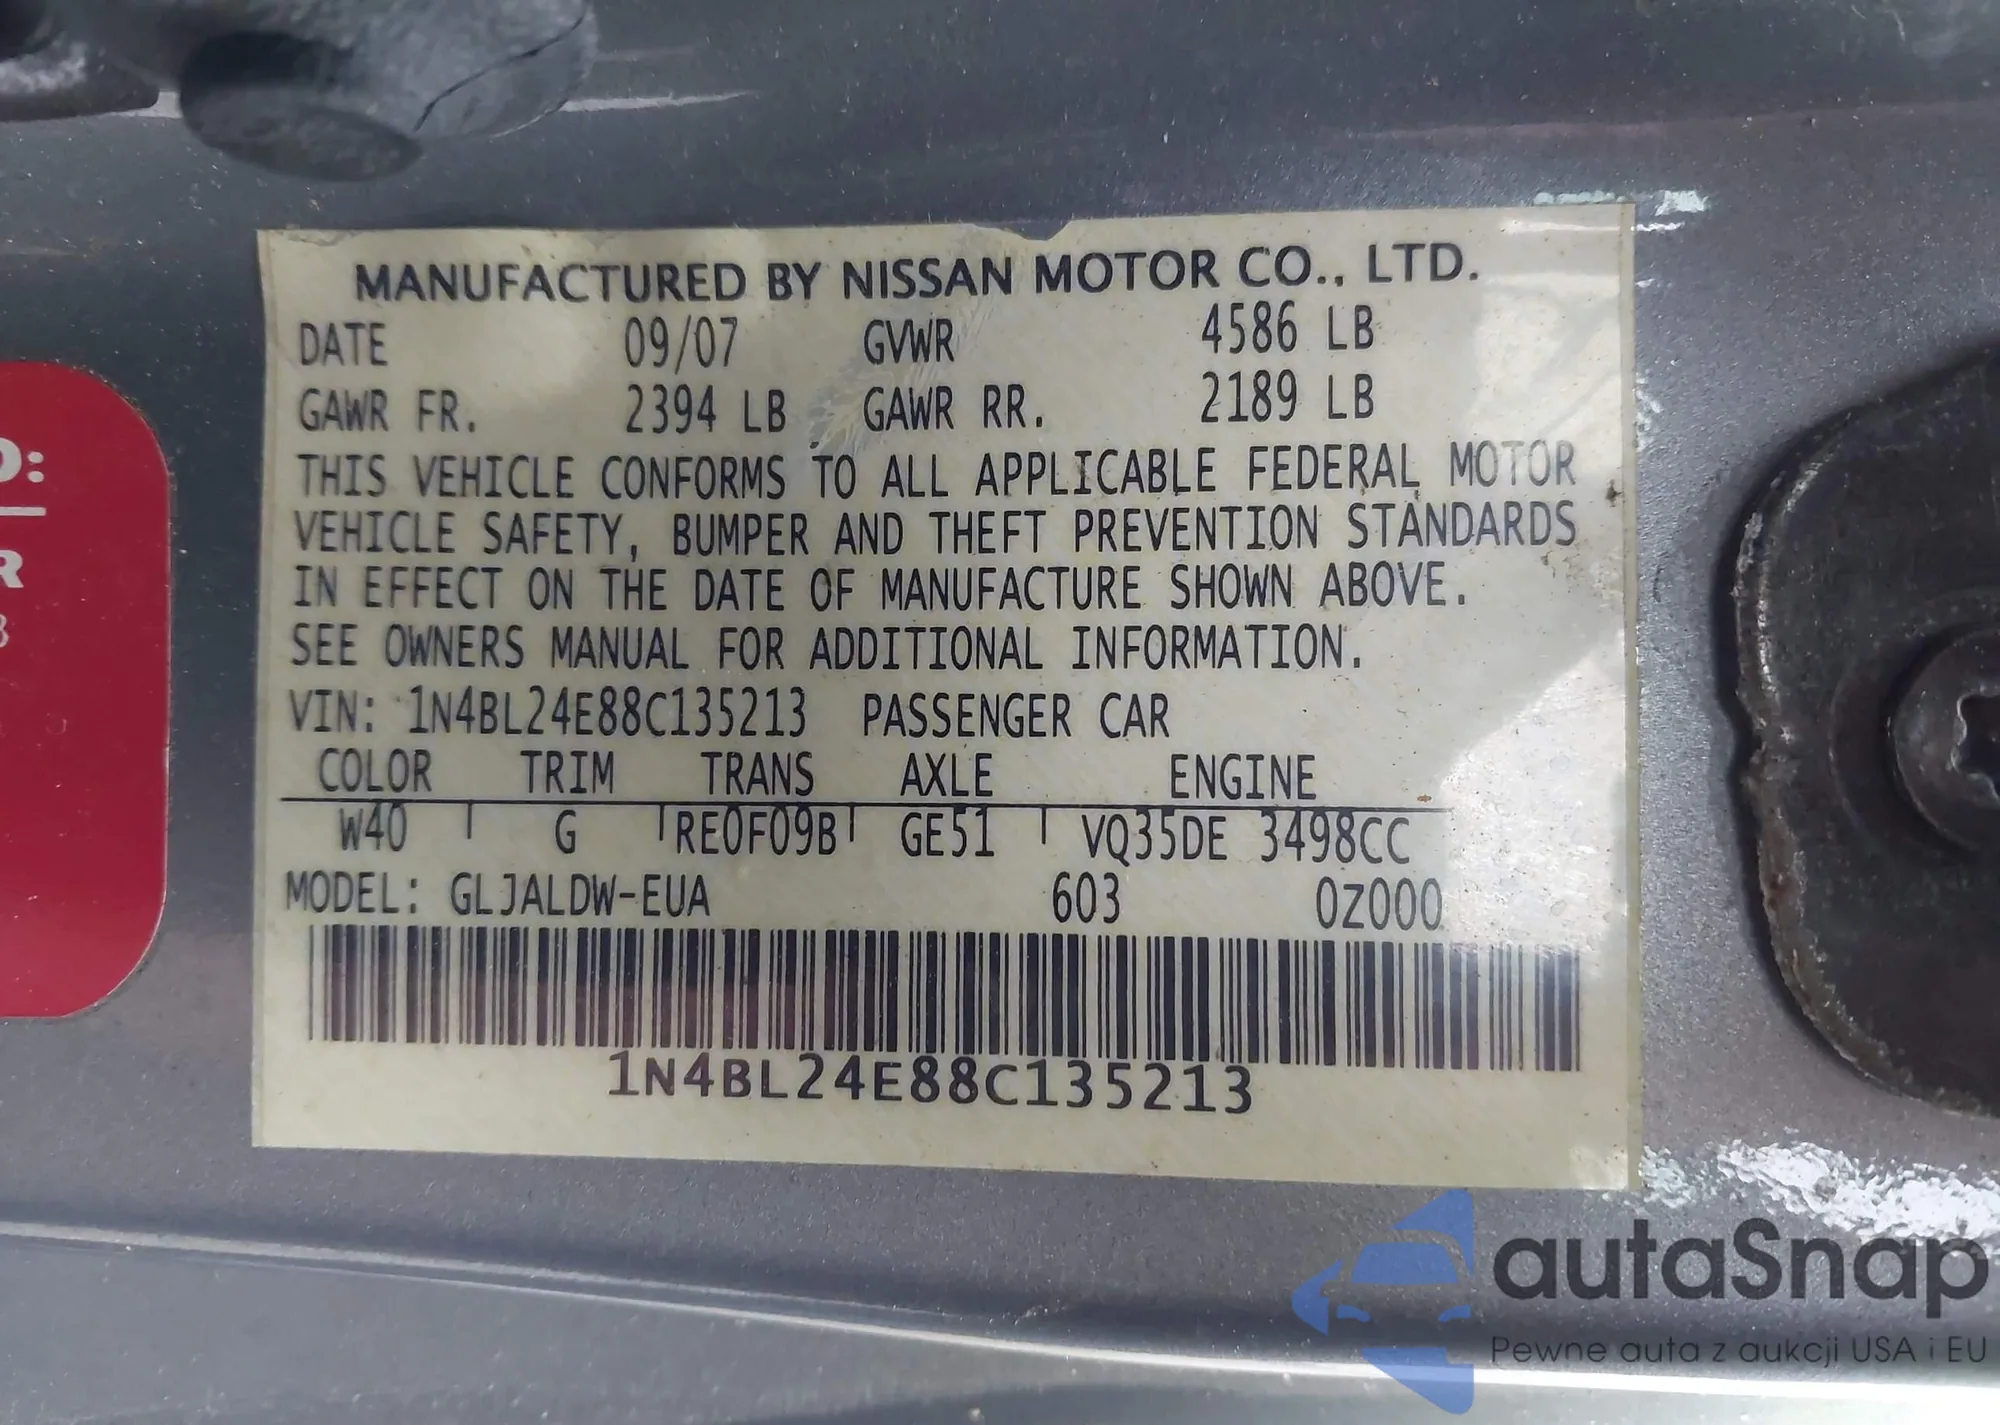 MANUFACTURED BY NISSAN MOTOR CO., LTD.
DATE 09/07 GVWR 4586 LB
GAWR FR. 2394 LB GAWR RR. 2189 LB
THIS VEHICLE CONFORMS TO ALL APPLICABLE FEDERAL MOTOR
VEHICLE SAFETY, BUMPER AND THEFT PREVENTION STANDARDS
IN EFFECT ON THE DATE OF MANUFACTURE SHOWN ABOVE.
SEE OWNERS MANUAL FOR ADDITIONAL INFORMATION.
VIN: 1N4BL24E88C135213 PASSENGER CAR
COLOR TRIM TRANS AXLE ENGINE
W40 G RE0F09B GE51 VQ35DE 3498CC
MODEL: GLJALDW-EUA 603 0Z000
1N4BL24E88C135213
D:
R
8
autaSnap
Pewne auta z aukcji USA i EU